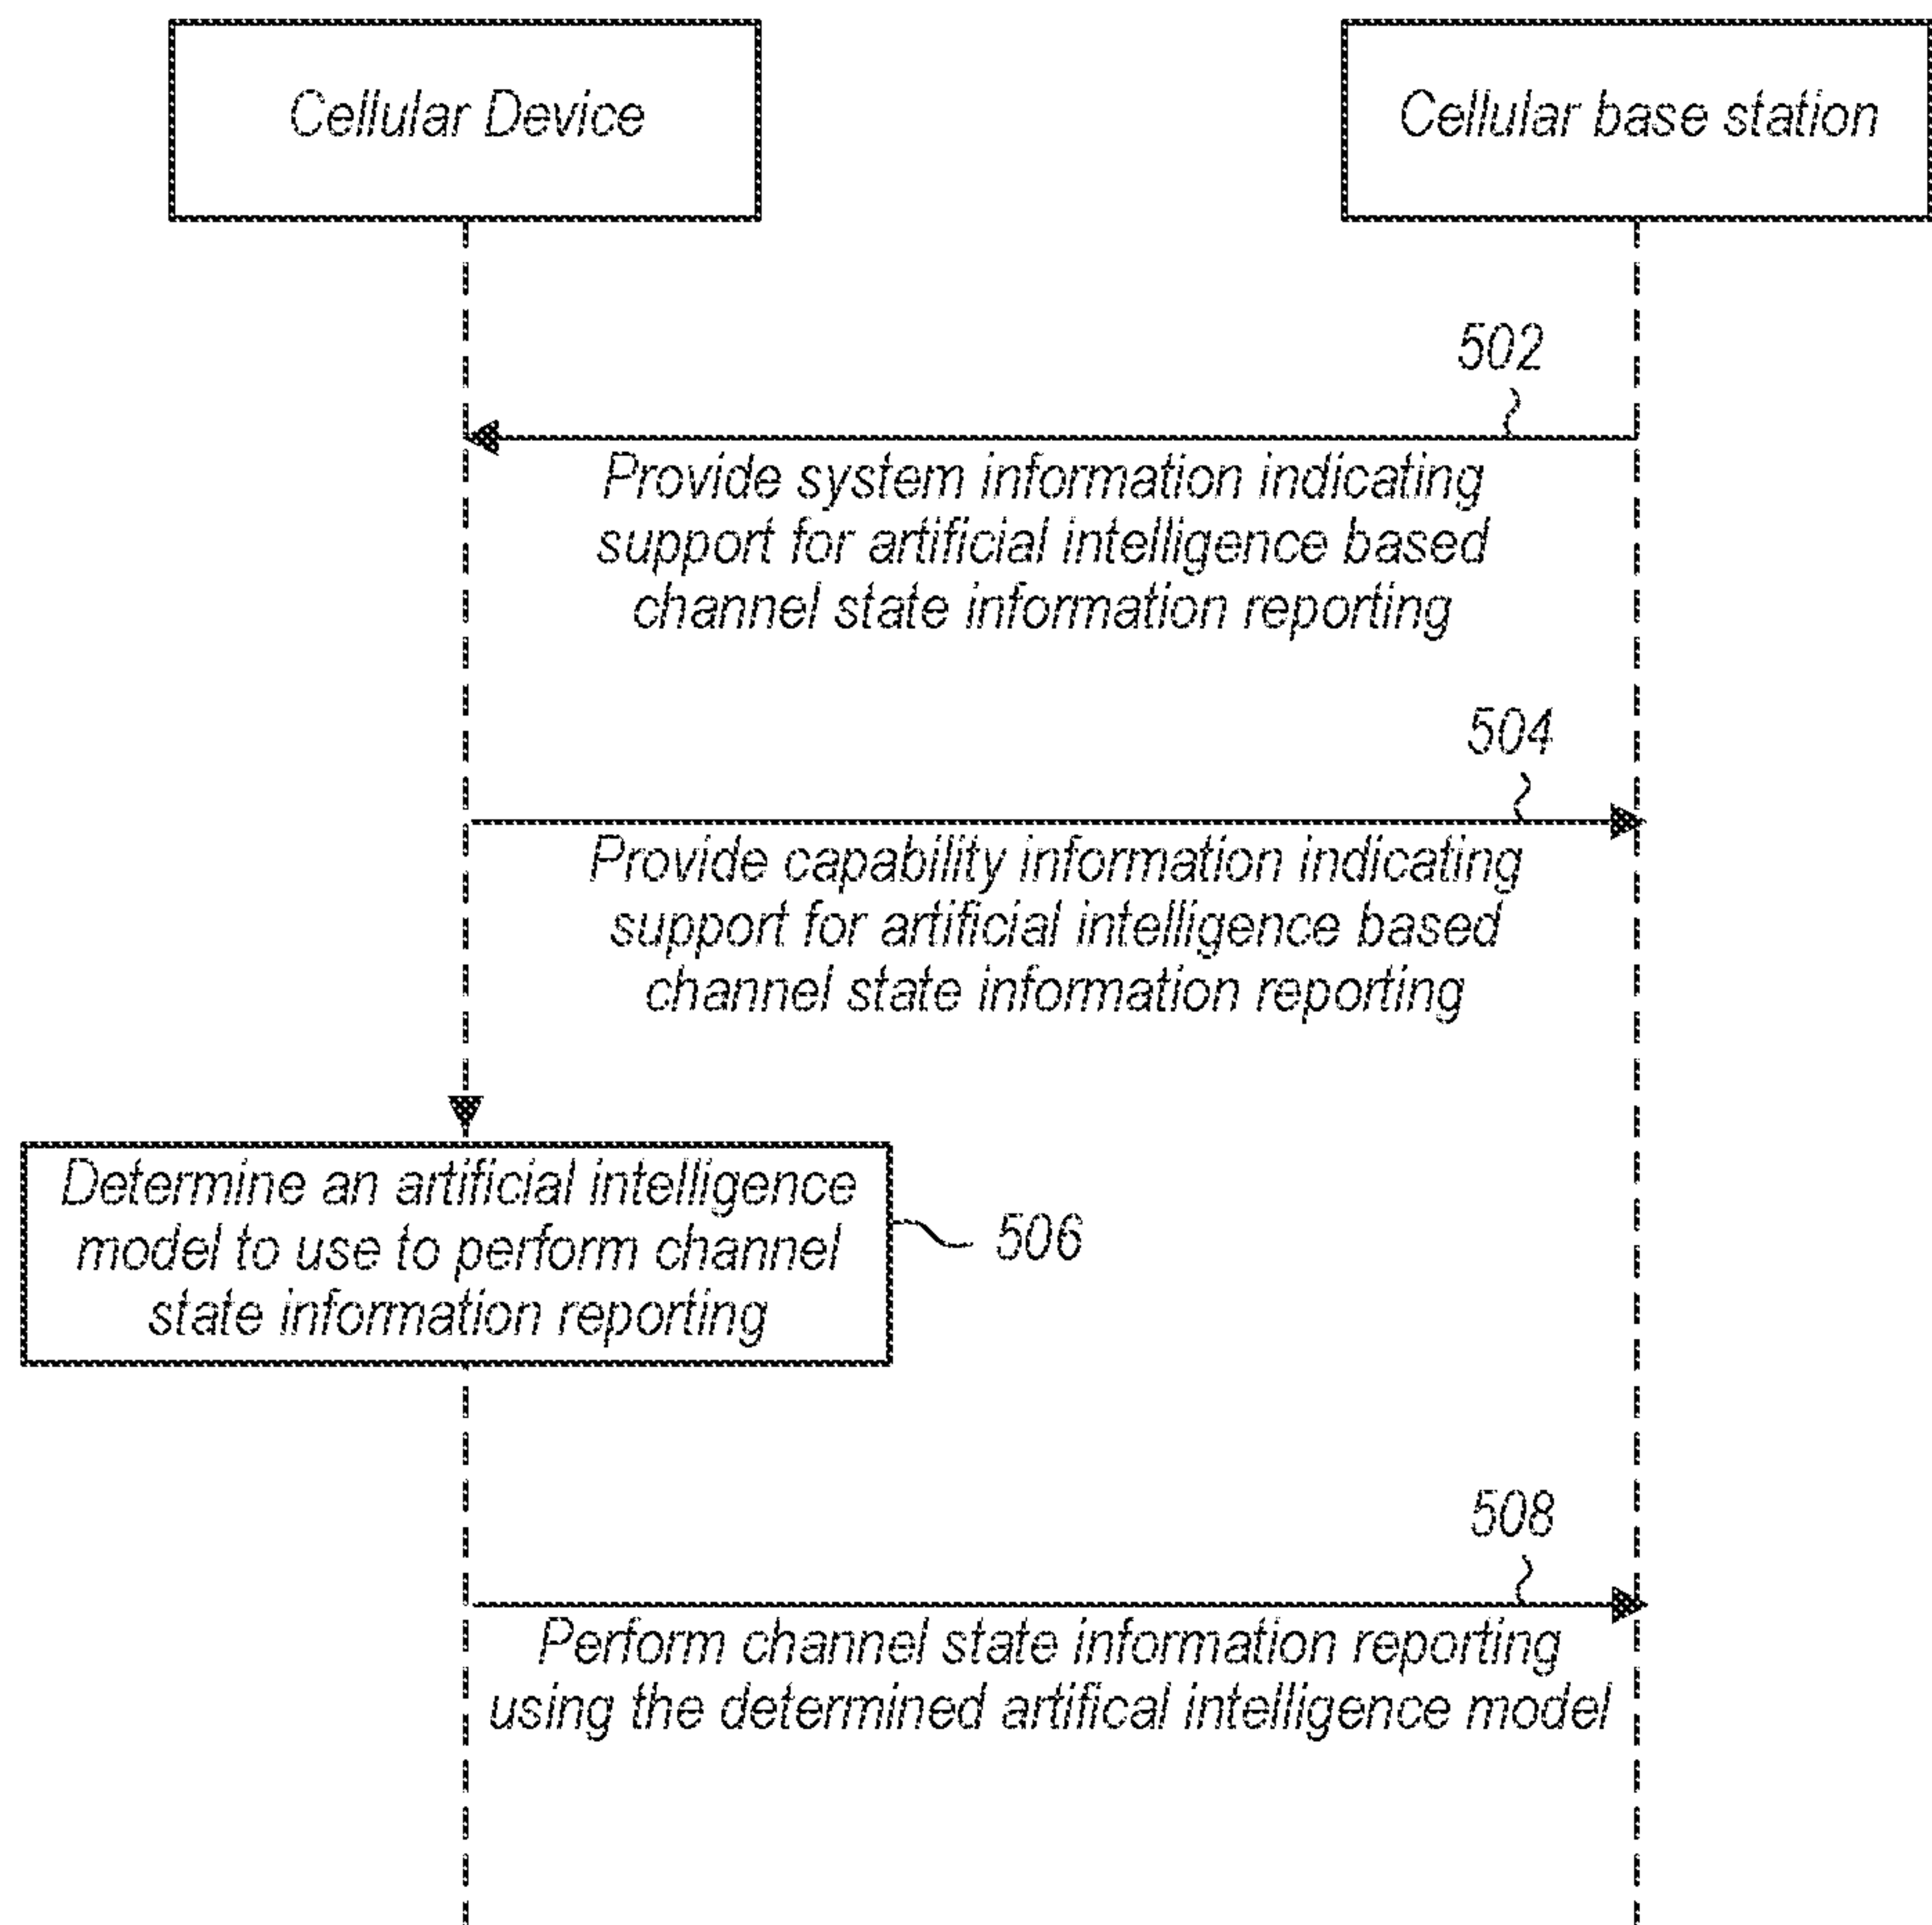 Cellular Device
Cellular base station
502
Provide system information indicating
support for artificial intelligence based
channel state information reporting
504
Provide capability information indicating
support for artificial intelligence based
channel state information reporting
Determine an artificial intelligence
model to use to perform channel
state information reporting
506
508
Perform channel state information reporting
using the determined artifical intelligence model